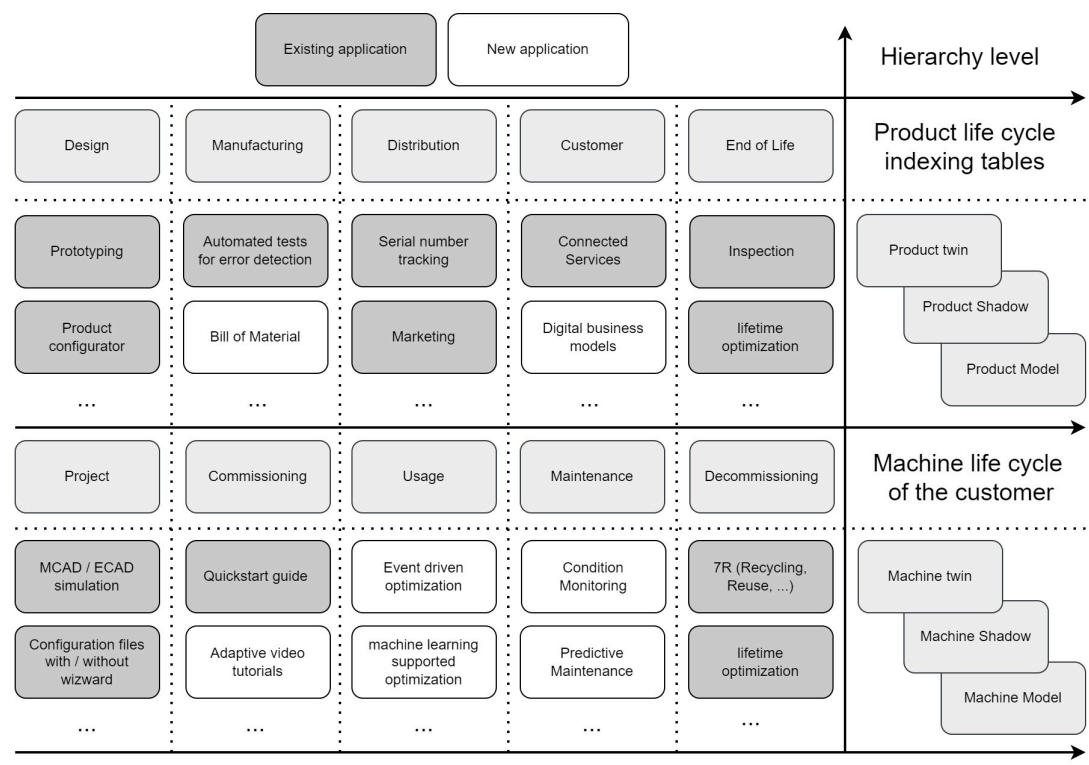 Existing application
New application
Hierarchy level
Design
Manufacturing
Distribution
Customer
End of Life
Product life cycle
indexing tables
Prototyping
Automated tests
for error detection
Serial number
tracking
Connected
Services
Inspection
Product twin
Product Shadow
Product Model
Product
configurator
Bill of Material
Marketing
Digital business
models
lifetime
optimization
...
...
...
...
...
Project
Commissioning
Usage
Maintenance
Decommissioning
Machine life cycle
of the customer
MCAD / ECAD
simulation
Quickstart guide
Event driven
optimization
Condition
Monitoring
7R (Recycling,
Reuse, ...)
Machine twin
Machine Shadow
Machine Model
Configuration files
with / without
wizward
Adaptive video
tutorials
machine learning
supported
optimization
Predictive
Maintenance
lifetime
optimization
...
...
...
...
...